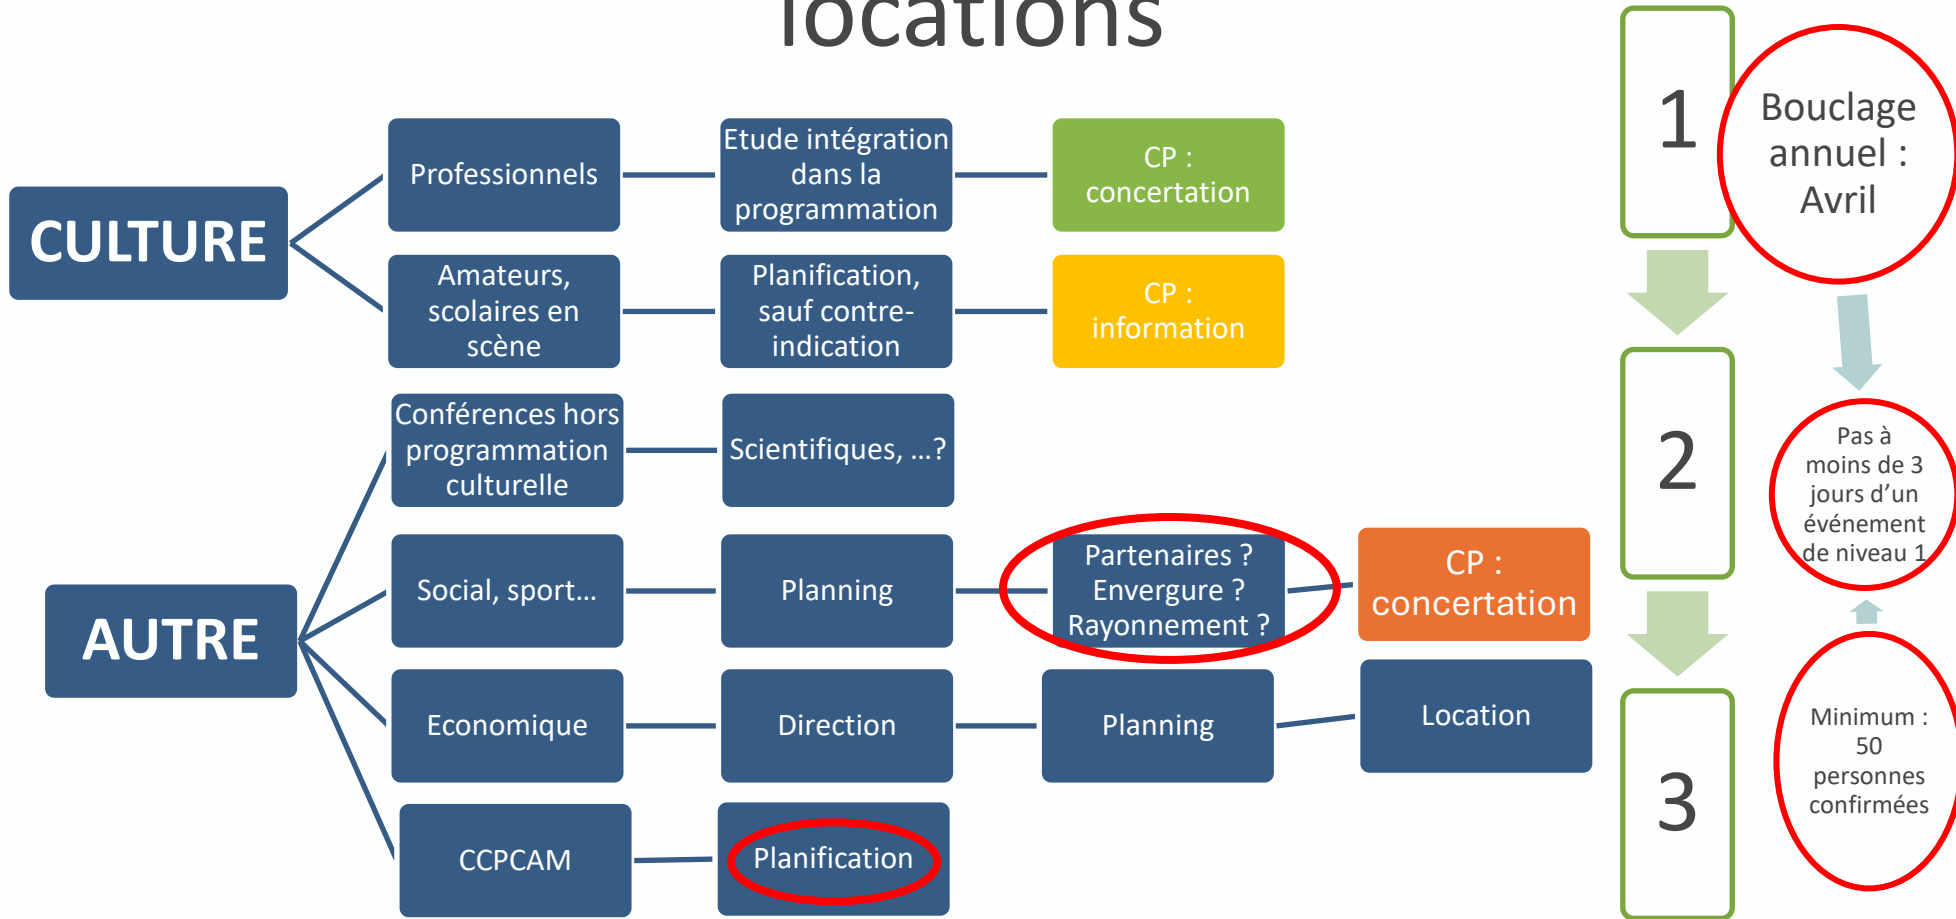 locations
CULTURE
Professionnels
Etude intégration
dans la
programmation
CP :
concertation
Amateurs,
scolaires en
scène
Planification,
sauf contre-
indication
CP :
information
AUTRE
Conférences hors
programmation
culturelle
Scientifiques, …?
Social, sport…
Planning
Partenaires ?
Envergure ?
Rayonnement ?
CP :
concertation
Economique
Direction
Planning
Location
CCPCAM
Planification
1
Bouclage
annuel :
Avril
2
Pas à
moins de 3
jours d’un
événement
de niveau 1
3
Minimum :
50
personnes
confirmées